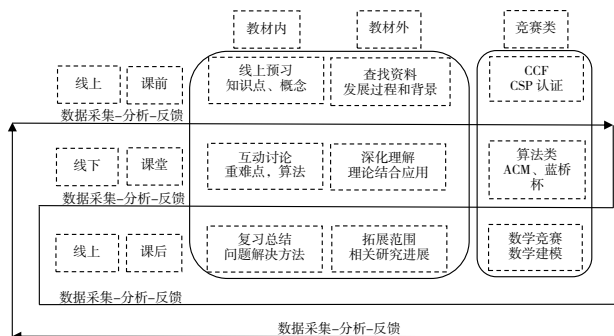 教材内
教材外
竞赛类
线上
课前
线上预习
知识点、概念
查找资料
发展过程和背景
CCF
CSP 认证
数据采集–分析–反馈
线下
课堂
互动讨论
重难点，算法
深化理解
理论结合应用
算法类
ACM、蓝桥
杯
数据采集–分析–反馈
线上
课后
复习总结
问题解决方法
拓展范围
相关研究进展
数学竞赛
数学建模
数据采集–分析–反馈
数据采集–分析–反馈